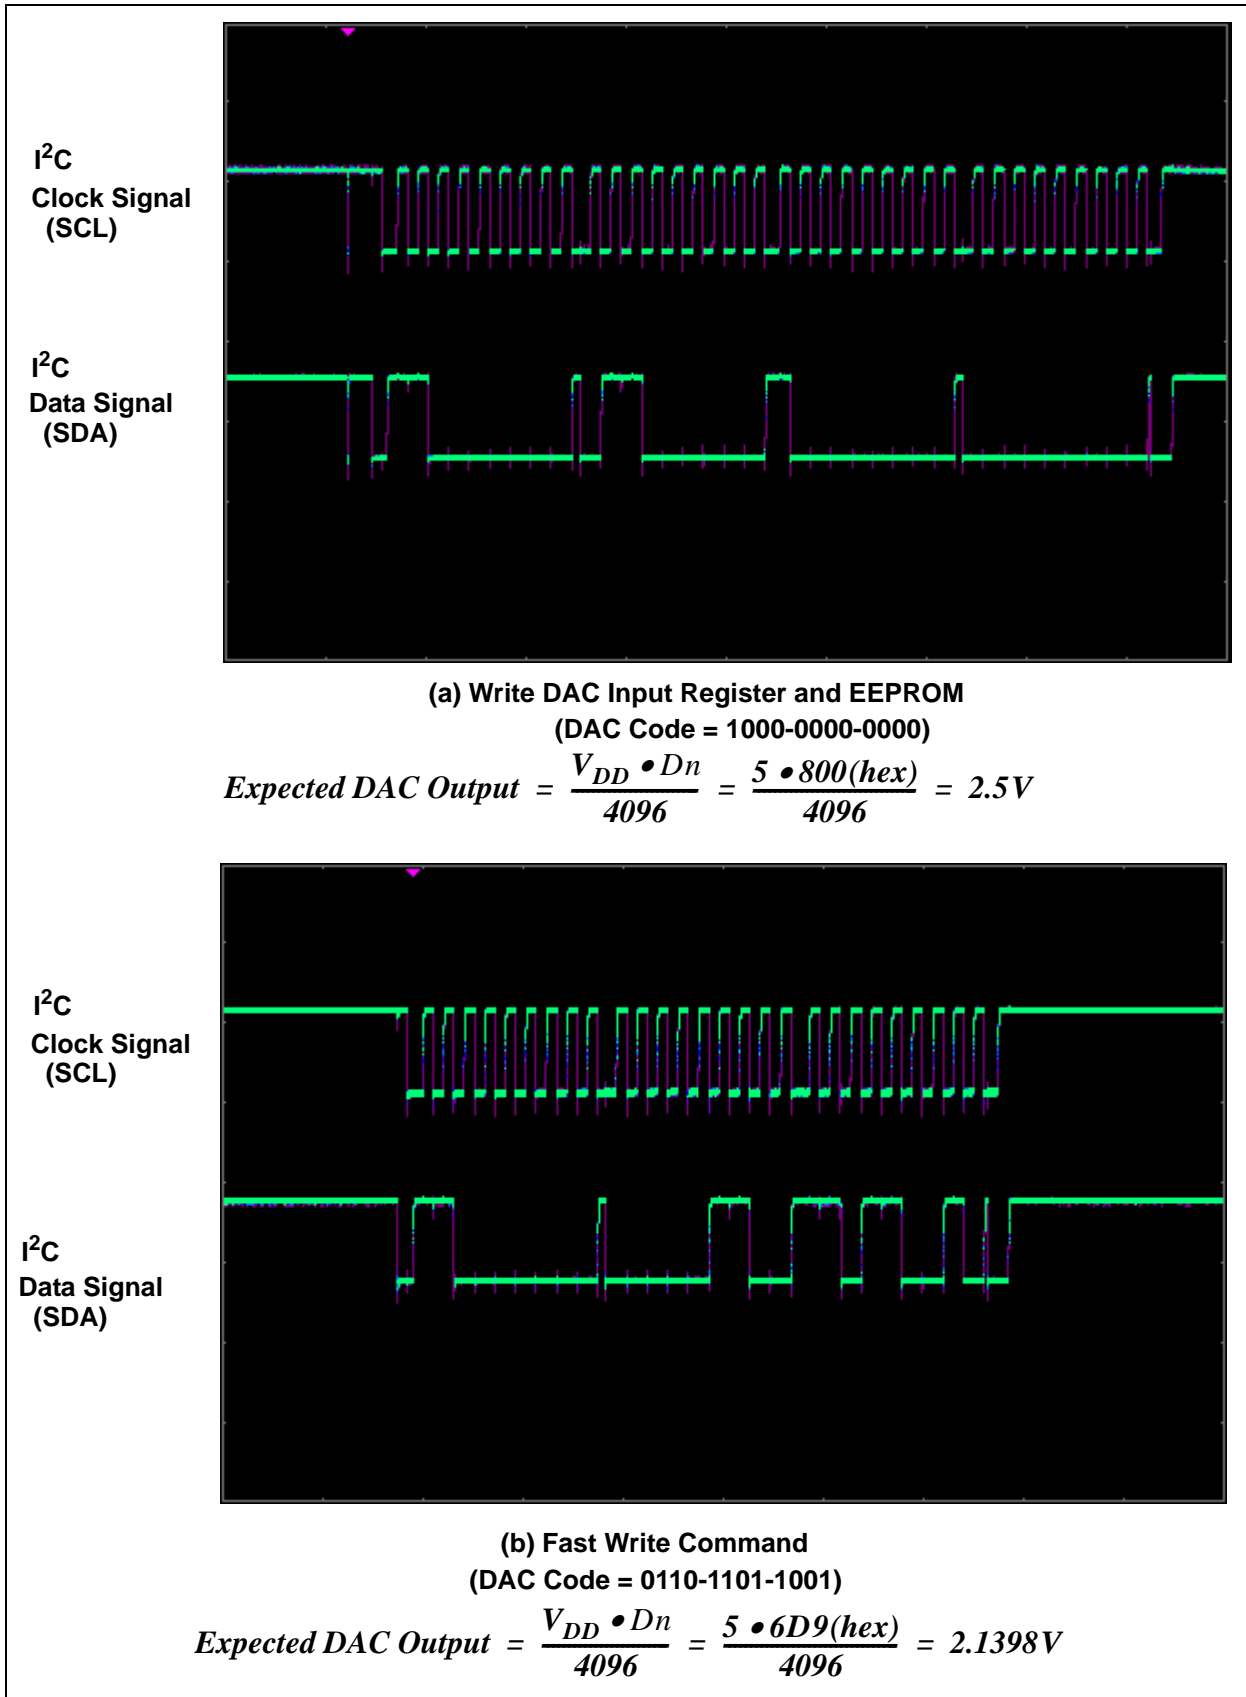 I2C
Clock Signal
(SCL)
I2C
Data Signal
(SDA)
(a) Write DAC Input Register and EEPROM
(DAC Code = 1000-0000-0000)
Expected DAC Output = VDD • Dn / 4096 = 5 • 800(hex) / 4096 = 2.5V
I2C
Clock Signal
(SCL)
I2C
Data Signal
(SDA)
(b) Fast Write Command
(DAC Code = 0110-1101-1001)
Expected DAC Output = VDD • Dn / 4096 = 5 • 6D9(hex) / 4096 = 2.1398V